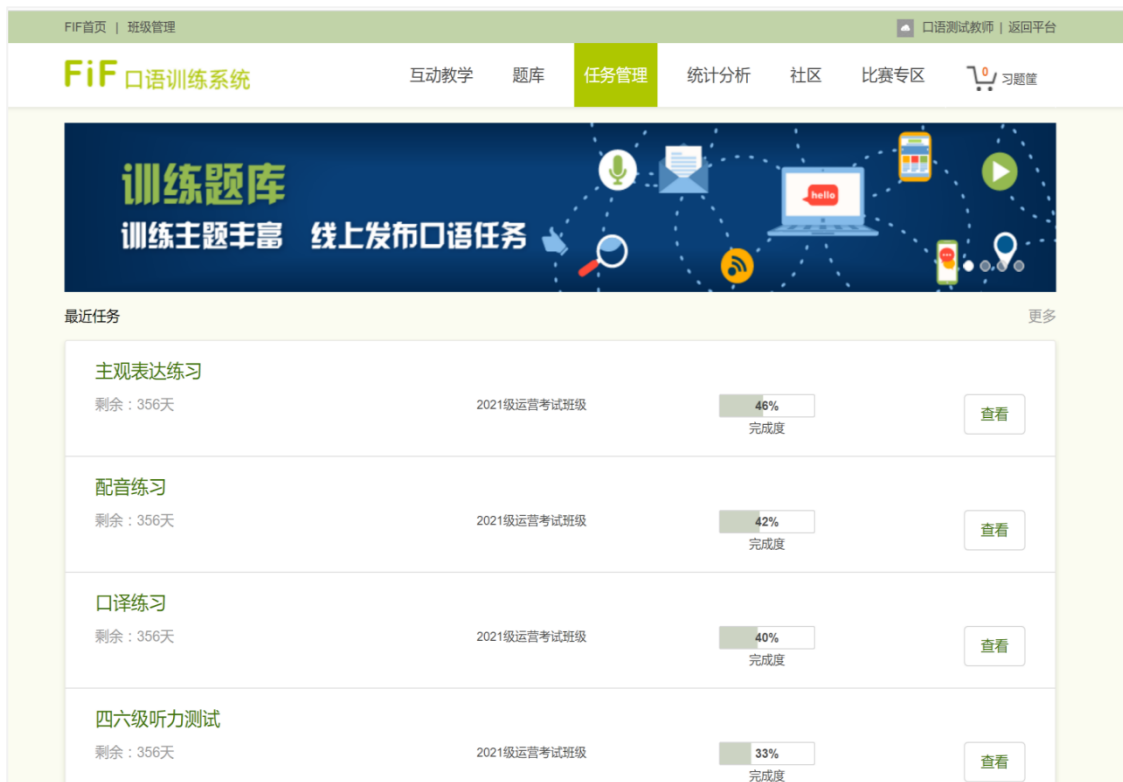 FIF首页 | 班级管理 口语测试教师 | 返回平台
FiF 口语训练系统 互动教学 题库 任务管理 统计分析 社区 比赛专区 0 习题筐
训练题库
hello
训练主题丰富 线上发布口语任务
最近任务 更多
主观表达练习
剩余：356天 2021级运营考试班级 46% 查看
完成度
配音练习
剩余：356天 2021级运营考试班级 42% 查看
完成度
口译练习
剩余：356天 2021级运营考试班级 40% 查看
完成度
四六级听力测试
剩余：356天 2021级运营考试班级 33% 查看
完成度